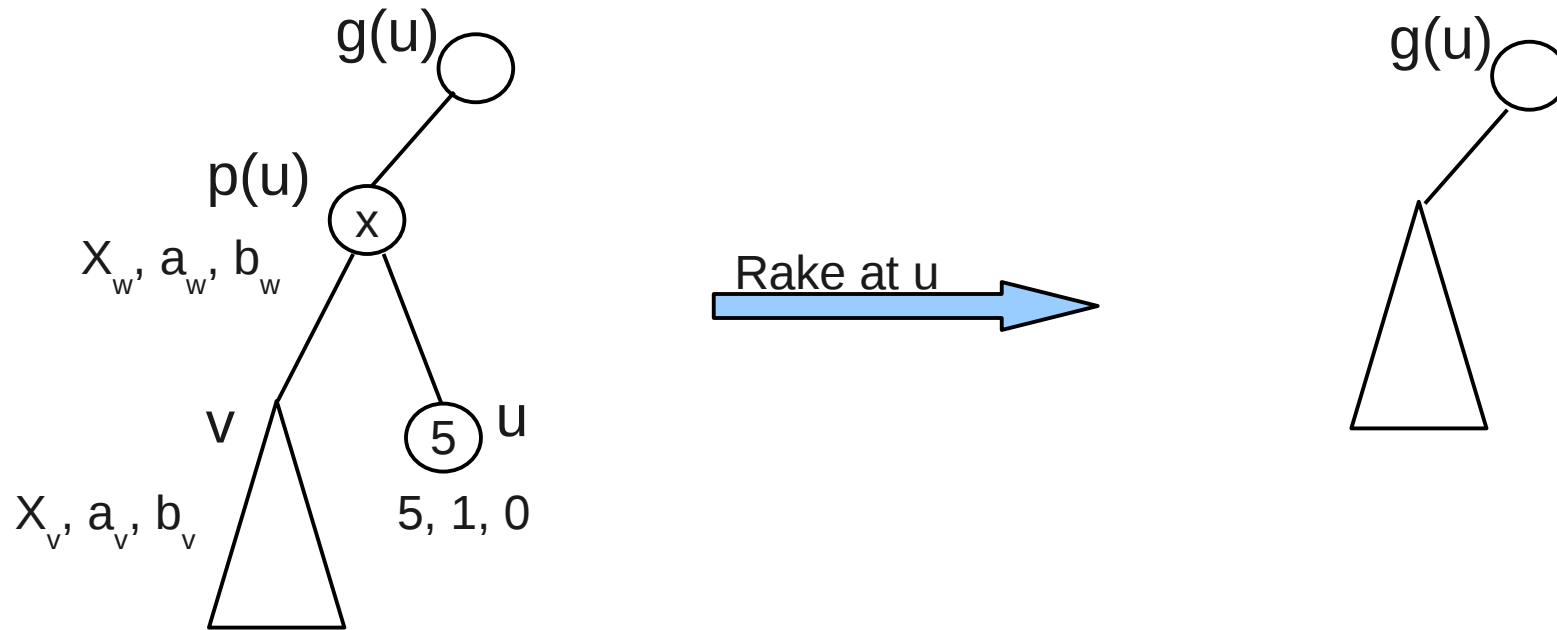 g(u)
p(u)
x
X_w, a_w, b_w
v
5
u
X_v, a_v, b_v
5, 1, 0
Rake at u
g(u)